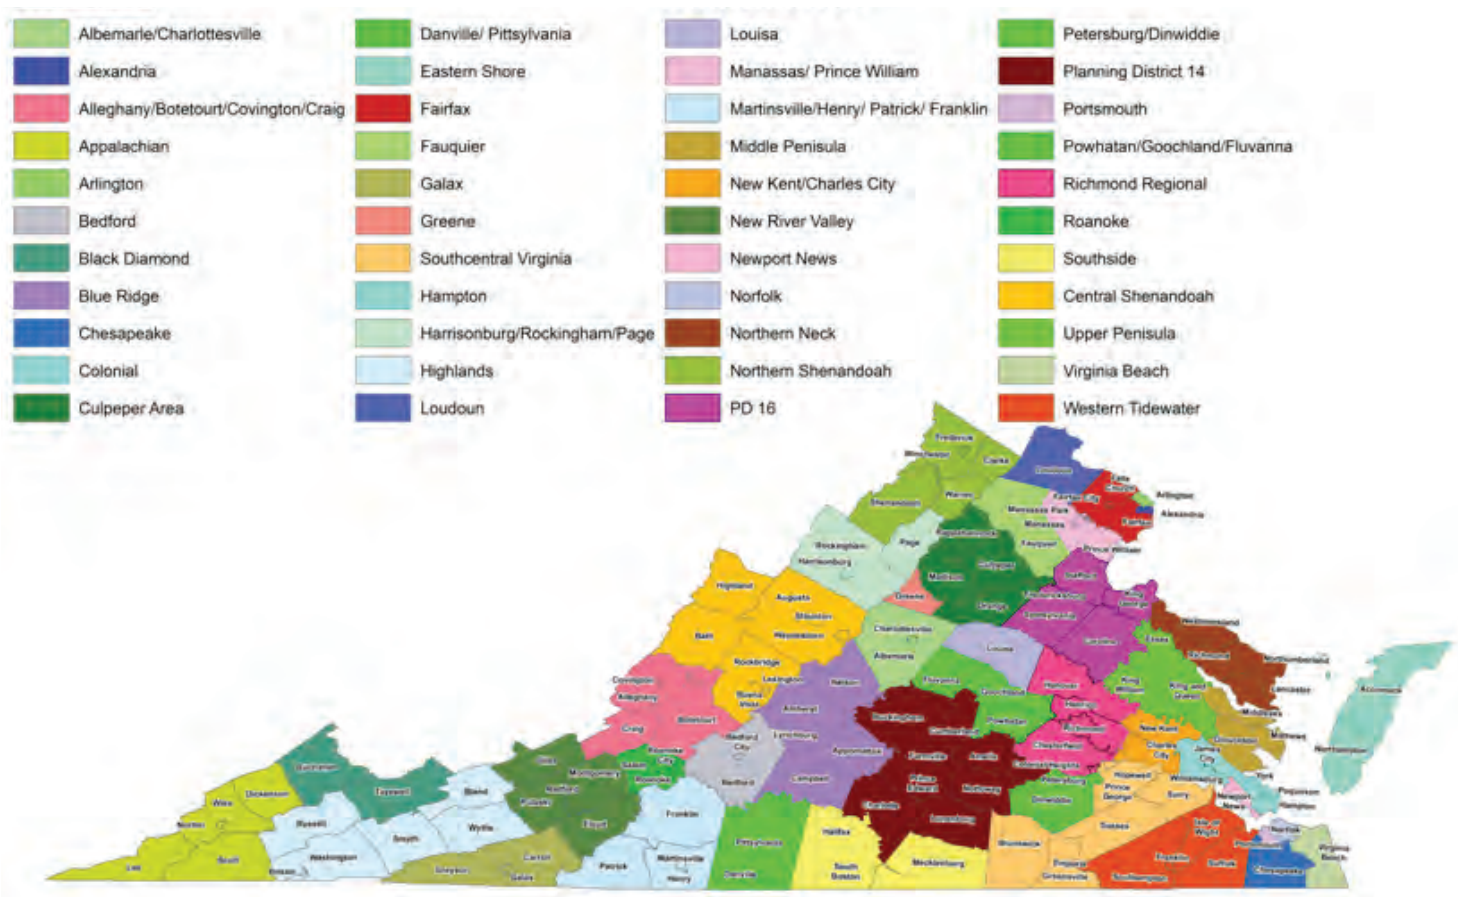 Albemarle/Charlottesville
Alexandria
Alleghany/Botetourt/Covington/Craig
Appalachian
Arlington
Bedford
Black Diamond
Blue Ridge
Chesapeake
Colonial
Culpeper Area
Danville/ Pittsylvania
Eastern Shore
Fairfax
Fauquier
Galax
Greene
Southcentral Virginia
Hampton
Harrisonburg/Rockingham/Page
Highlands
Loudoun
Louisa
Manassas/ Prince William
Martinsville/Henry/ Patrick/ Franklin
Middle Penisula
New Kent/Charles City
New River Valley
Newport News
Norfolk
Northern Neck
Northern Shenandoah
PD 16
Petersburg/Dinwiddie
Planning District 14
Portsmouth
Powhatan/Goochland/Fluvanna
Richmond Regional
Roanoke
Southside
Central Shenandoah
Upper Penisula
Virginia Beach
Western Tidewater
Frederick
Winchester
Clarke
Loudoun
Falls
Church
Fairfax City
Arlington
Shenandoah
Warren
Manassas Park
Alexandria
Fairfax
Manassas
Rappahannock
Page
Fauquier
Prince William
Rockingham
Harrisonburg
Culpeper
Madison
Stafford
Highland
Augusta
Greene
Orange
Fredericksburg
King
George
Staunton
Spotsylvania
Westmoreland
Charlottesville
Waynesboro
Bath
Caroline
Essex
Louisa
Richmond
Albemarle
Northumberland
Rockbridge
Lexington
Covington
Alleghany
Nelson
Fluvanna
Goochland
Hanover
King
William
King and
Queen
Lancaster
Accomack
Buena
Vista
Amherst
Henrico
Middlesex
Botetourt
Buckingham
Powhatan
Richmond
New Kent
Craig
Cumberland
Mathews
Lynchburg
Bedford
City
Chesterfield
Gloucester
Charles
City
James
City
Northampton
Roanoke
City
Appomattox
Farmville
Amelia
Colonial Heights
Salem
Roanoke
Buchanan
Giles
Montgomery
Bedford
Campbell
Prince
Edward
Nottoway
Petersburg
Hopewell
Prince
George
Williamsburg
York
Poquoson
Tazewell
Bland
Radford
Pulaski
Dinwiddie
Surry
Newport
News
Hampton
Dickenson
Wise
Charlotte
Franklin
Lunenburg
Floyd
Norton
Russell
Wythe
Smyth
Halifax
Sussex
Isle of
Wight
Norfolk
Pittsylvania
Brunswick
Portsmouth
Virginia
Beach
Lee
Scott
Washington
Carroll
Martinsville
Patrick
Henry
Mecklenburg
Emporia
Franklin
Suffolk
Bristol
Grayson
Galax
Danville
South
Boston
Greensville
Southampton
Chesapeake